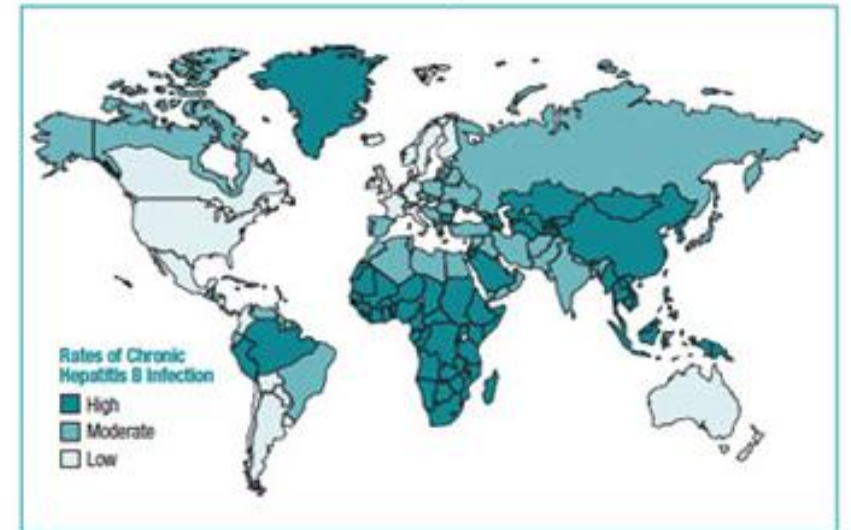 Rates of Chronic
Hepatitis B Infection
High
Moderate
Low